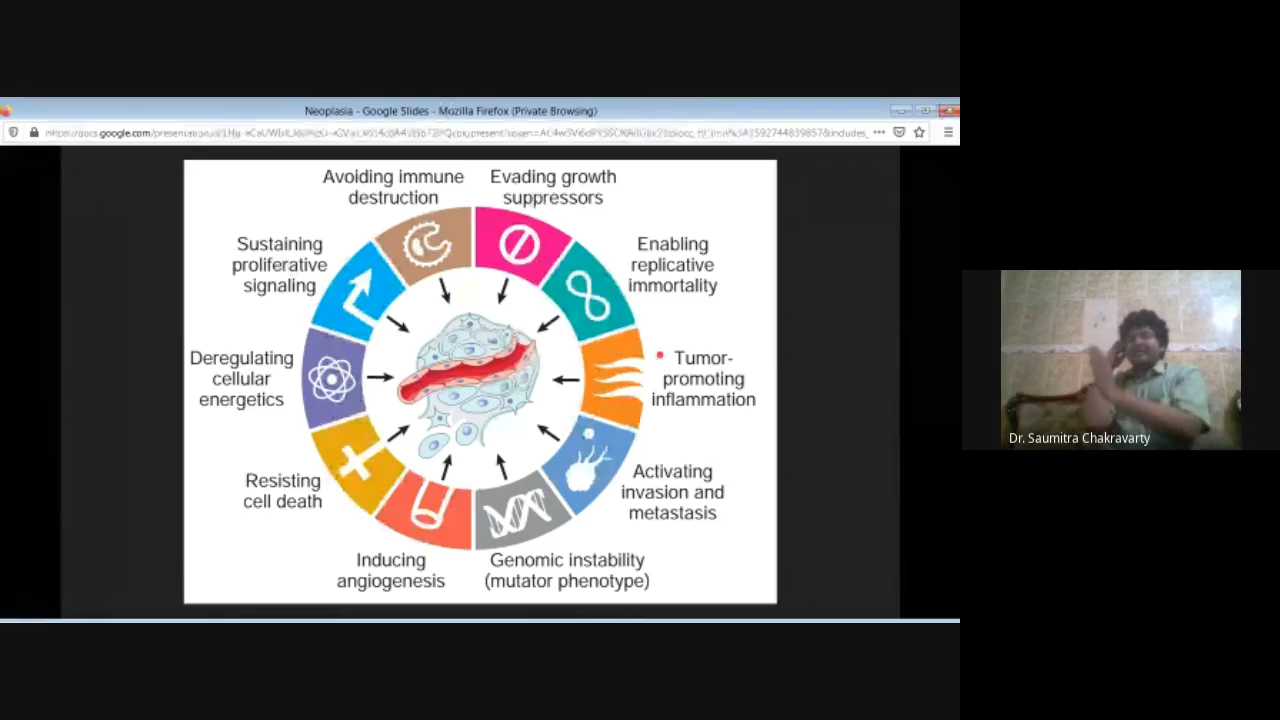 Neoplasia - Google Slides - Mozilla Firefox (Private Browsing)
Avoiding immune
destruction
Evading growth
suppressors
Sustaining
proliferative
signaling
Enabling
replicative
immortality
Deregulating
cellular
energetics
Tumor-
promoting
inflammation
Resisting
cell death
Activating
invasion and
metastasis
Inducing
angiogenesis
Genomic instability
(mutator phenotype)
Dr. Saumitra Chakravarty